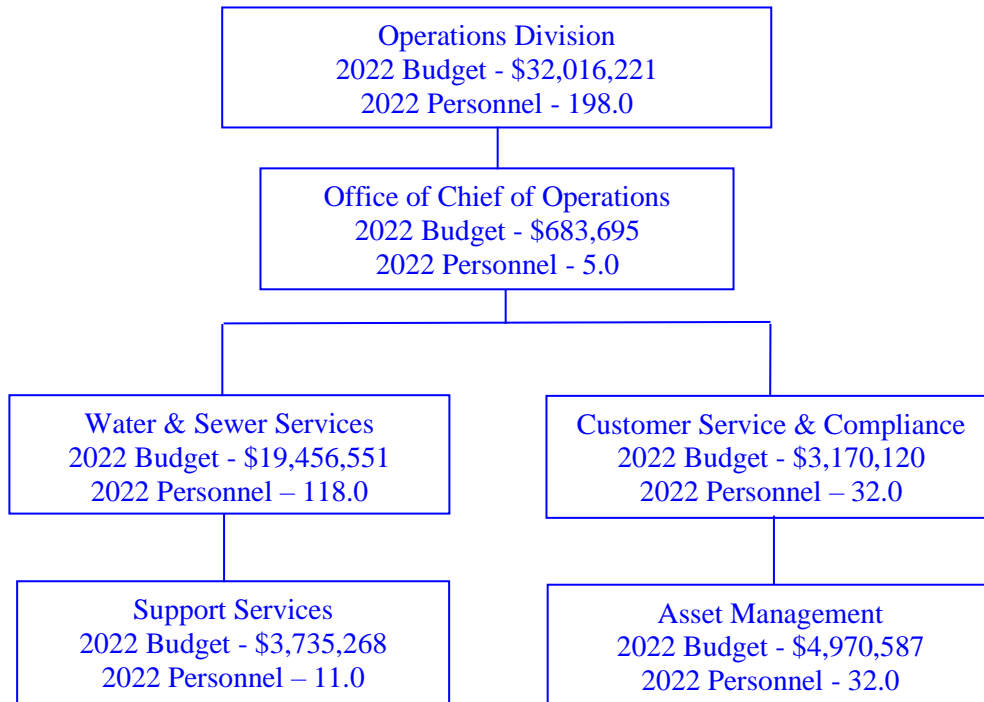 Operations Division
2022 Budget - $32,016,221
2022 Personnel - 198.0
Office of Chief of Operations
2022 Budget - $683,695
2022 Personnel - 5.0
Water & Sewer Services
2022 Budget - $19,456,551
2022 Personnel – 118.0
Customer Service & Compliance
2022 Budget - $3,170,120
2022 Personnel – 32.0
Support Services
2022 Budget - $3,735,268
2022 Personnel – 11.0
Asset Management
2022 Budget - $4,970,587
2022 Personnel - 32.0